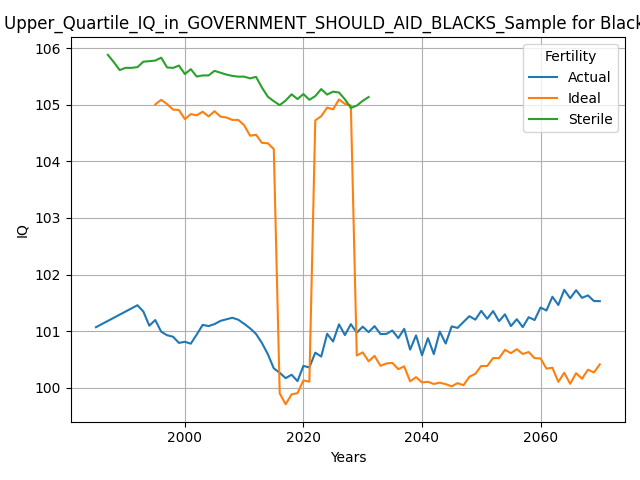 Upper_Quartile_IQ_in_GOVERNMENT_SHOULD_AID_BLACKS_Sample for Black
Fertility
Actual
Ideal
Sterile
IQ
106
105
104
103
102
101
100
2000
2020
2040
2060
Years